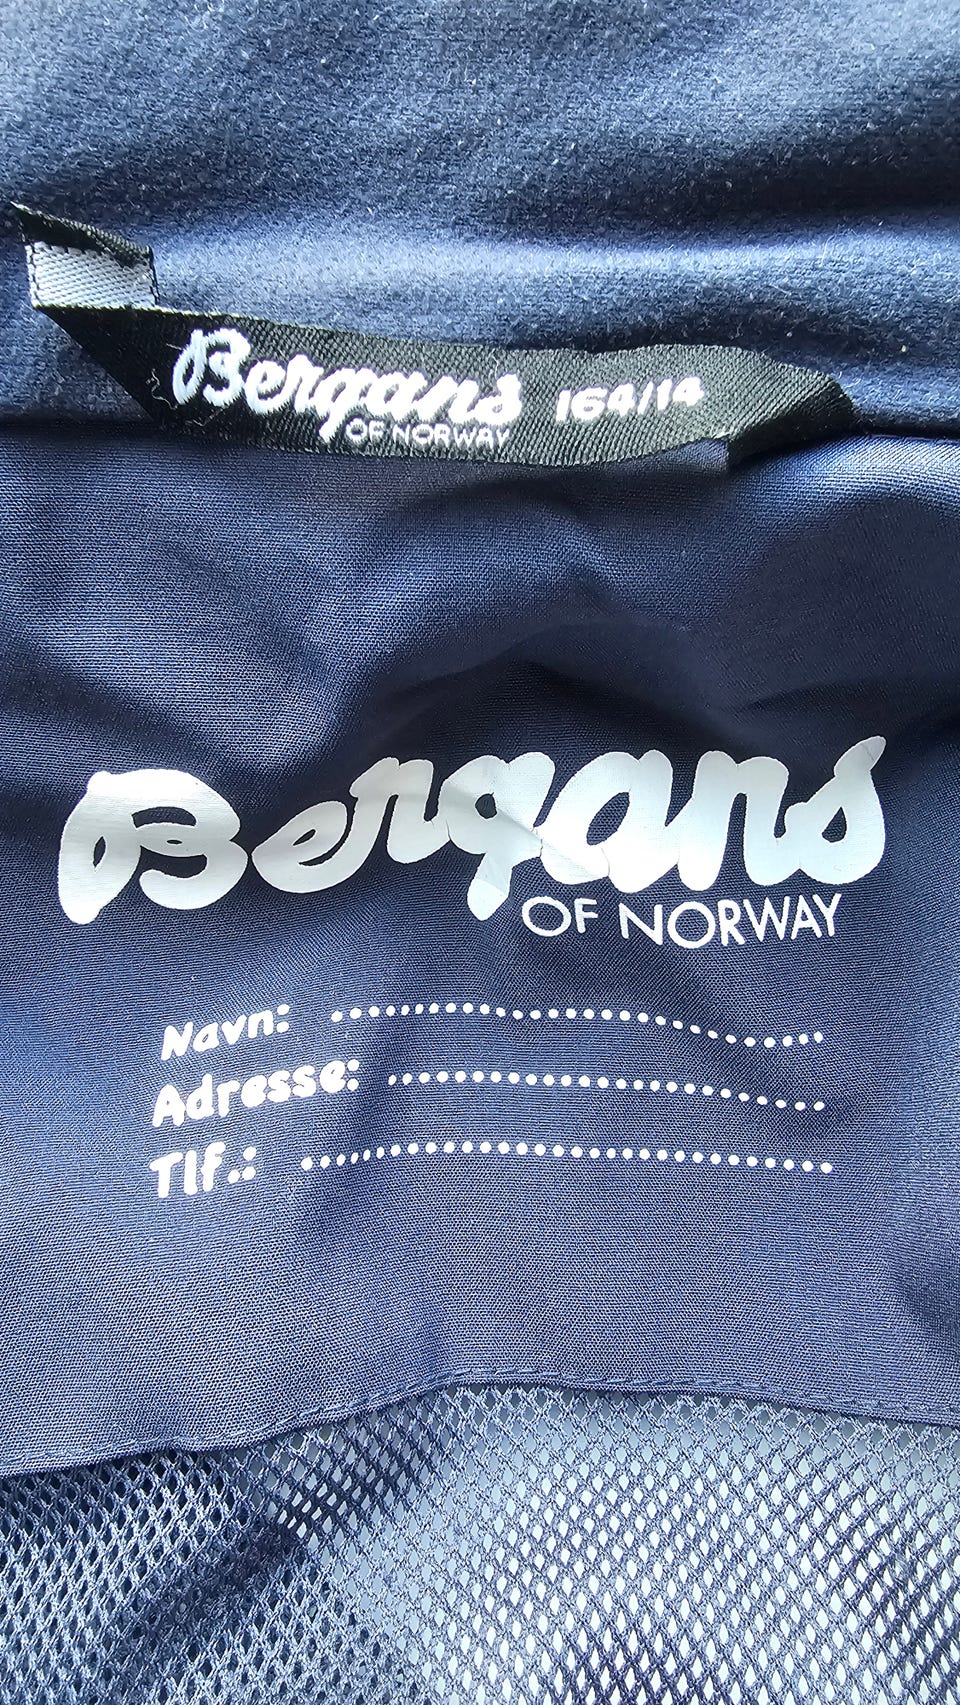 Bergans 164/14
OF NORWAY
Bergans
OF NORWAY
Navn: ..............................
Adresse: ..............................
Tlf.: ..............................